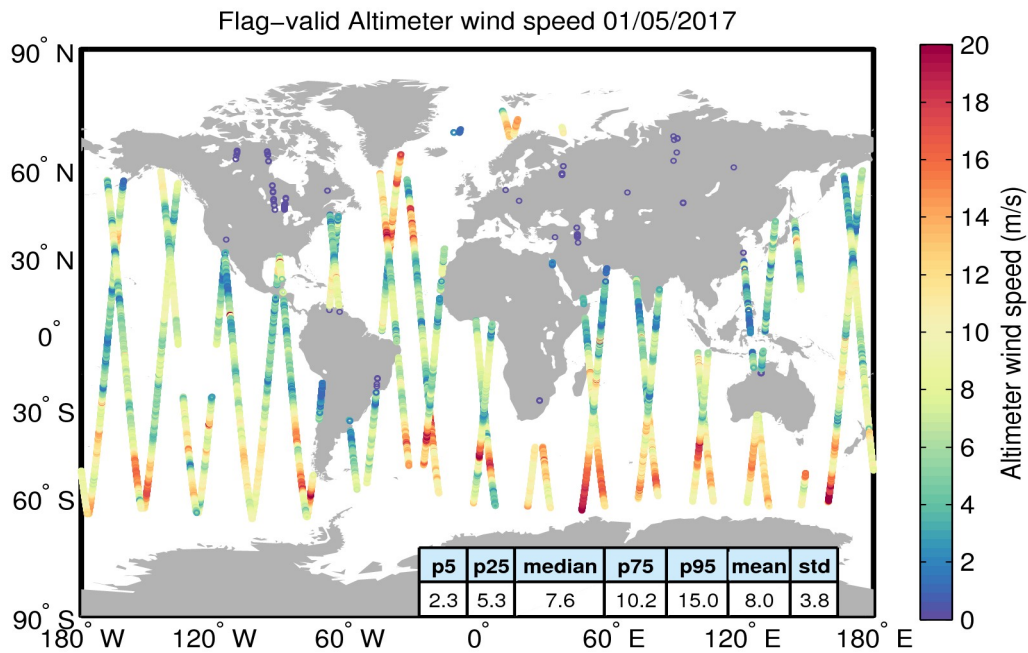 Flag-valid Altimeter wind speed 01/05/2017
90° N
60° N
30° N
0°
30° S
60° S
90° S
180° W
120° W
60° W
0°
60° E
120° E
180° E
p5 p25 median p75 p95 mean std
2.3 5.3 7.6 10.2 15.0 8.0 3.8
20
18
16
14
12
10
8
6
4
2
0
Altimeter wind speed (m/s)